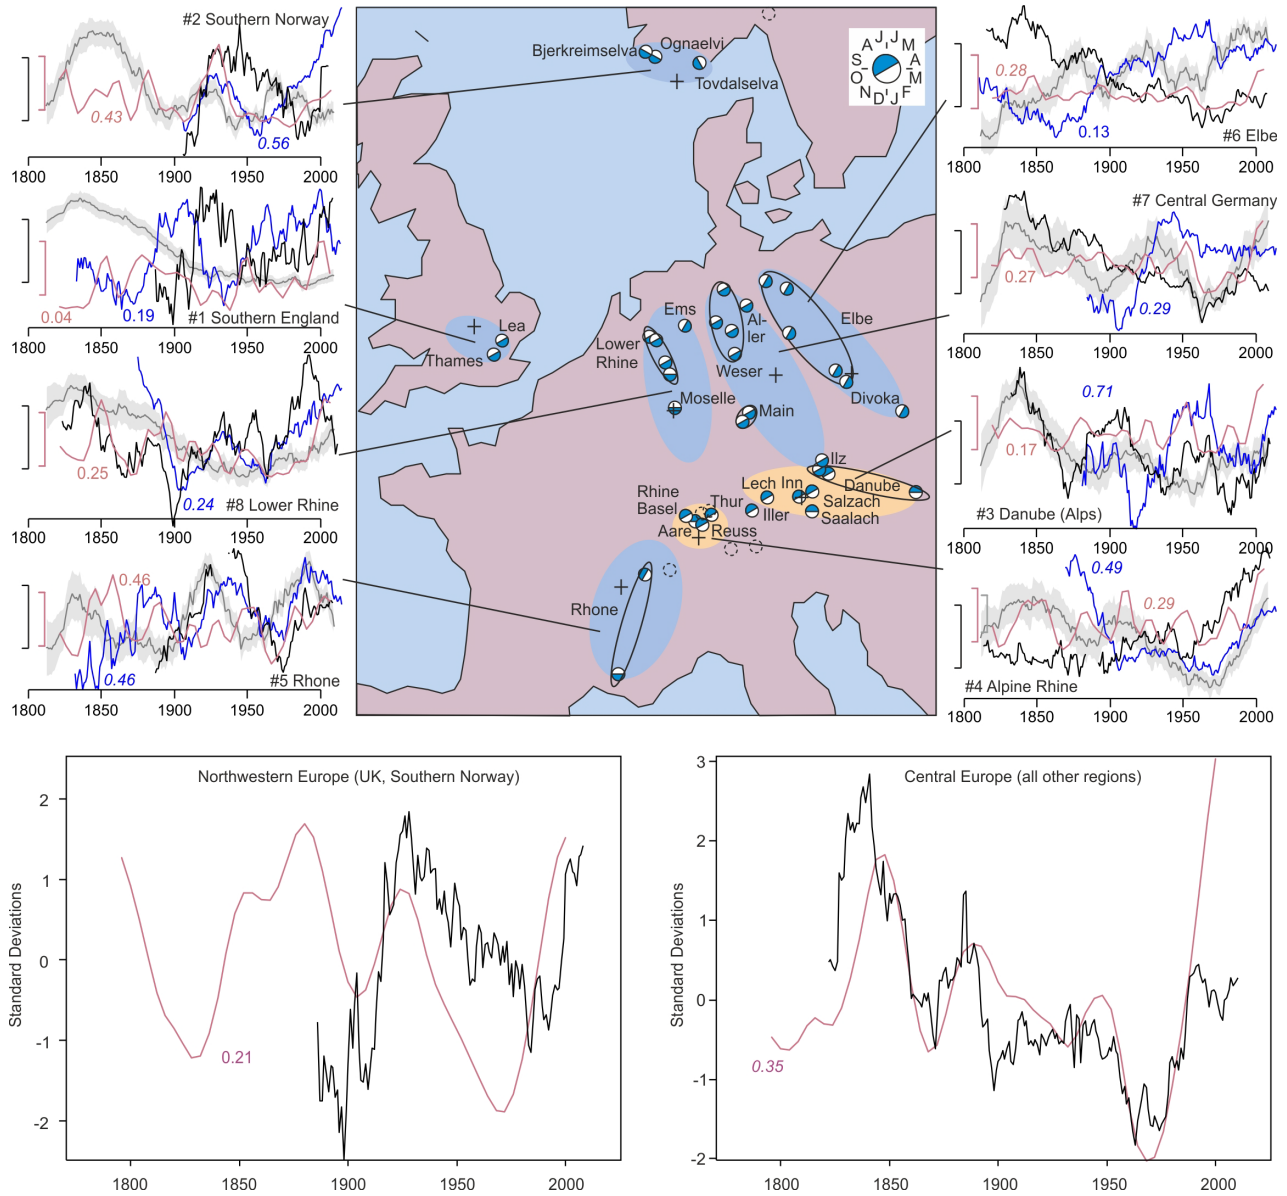 #2 Southern Norway
0.43
0.56
1800 1850 1900 1950 2000
0.04
0.19
#1 Southern England
1800 1850 1900 1950 2000
0.25
0.24
#8 Lower Rhine
1800 1850 1900 1950 2000
0.46
0.46
#5 Rhone
1800 1850 1900 1950 2000
Bjerkreimselva
Ognaelvi
Tovdalselva
J J
A M
S A
O M
N F
D J
Lea
Thames
Ems
Lower
Rhine
Al-
ler
Weser
Elbe
Moselle
Main
Divoka
Ilz
Lech Inn
Danube
Rhine
Basel
Thur
Salzach
Iller
Saalach
Aare
Reuss
Rhone
0.28
0.13
#6 Elbe
1800 1850 1900 1950 2000
#7 Central Germany
0.27
0.29
1800 1850 1900 1950 2000
0.71
0.17
#3 Danube (Alps)
1800 1850 1900 1950 2000
0.49
0.29
#4 Alpine Rhine
1800 1850 1900 1950 2000
Northwestern Europe (UK, Southern Norway)
Standard Deviations
2
1
0
-1
-2
0.21
1800 1850 1900 1950 2000
Central Europe (all other regions)
Standard Deviations
3
2
1
0
-1
-2
0.35
1800 1850 1900 1950 2000